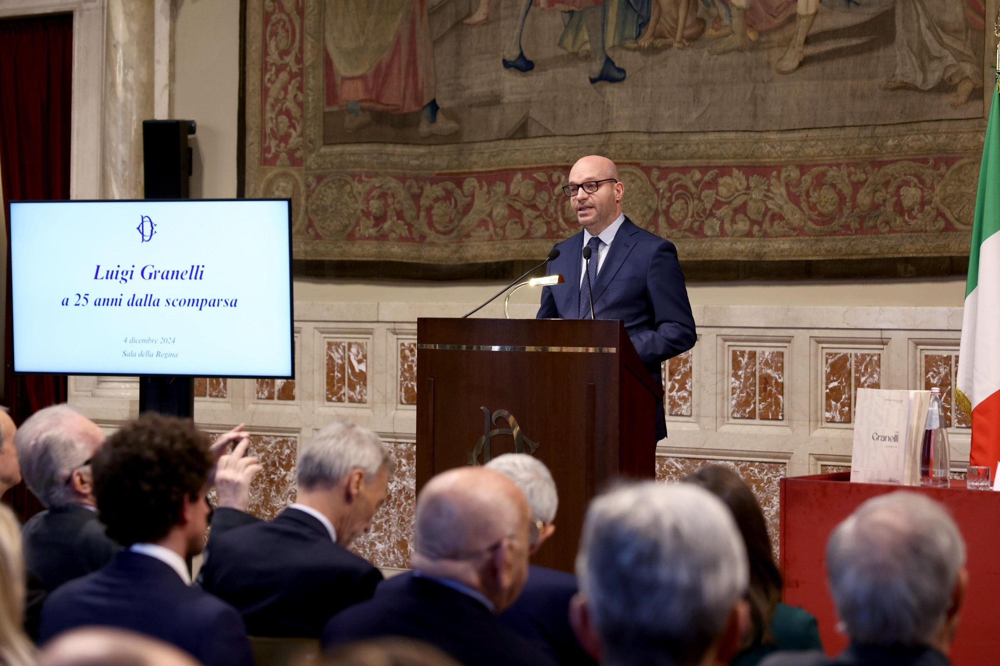 Luigi Granelli
a 25 anni dalla scomparsa
4 dicembre 2024
Sala della Regina
Granelli